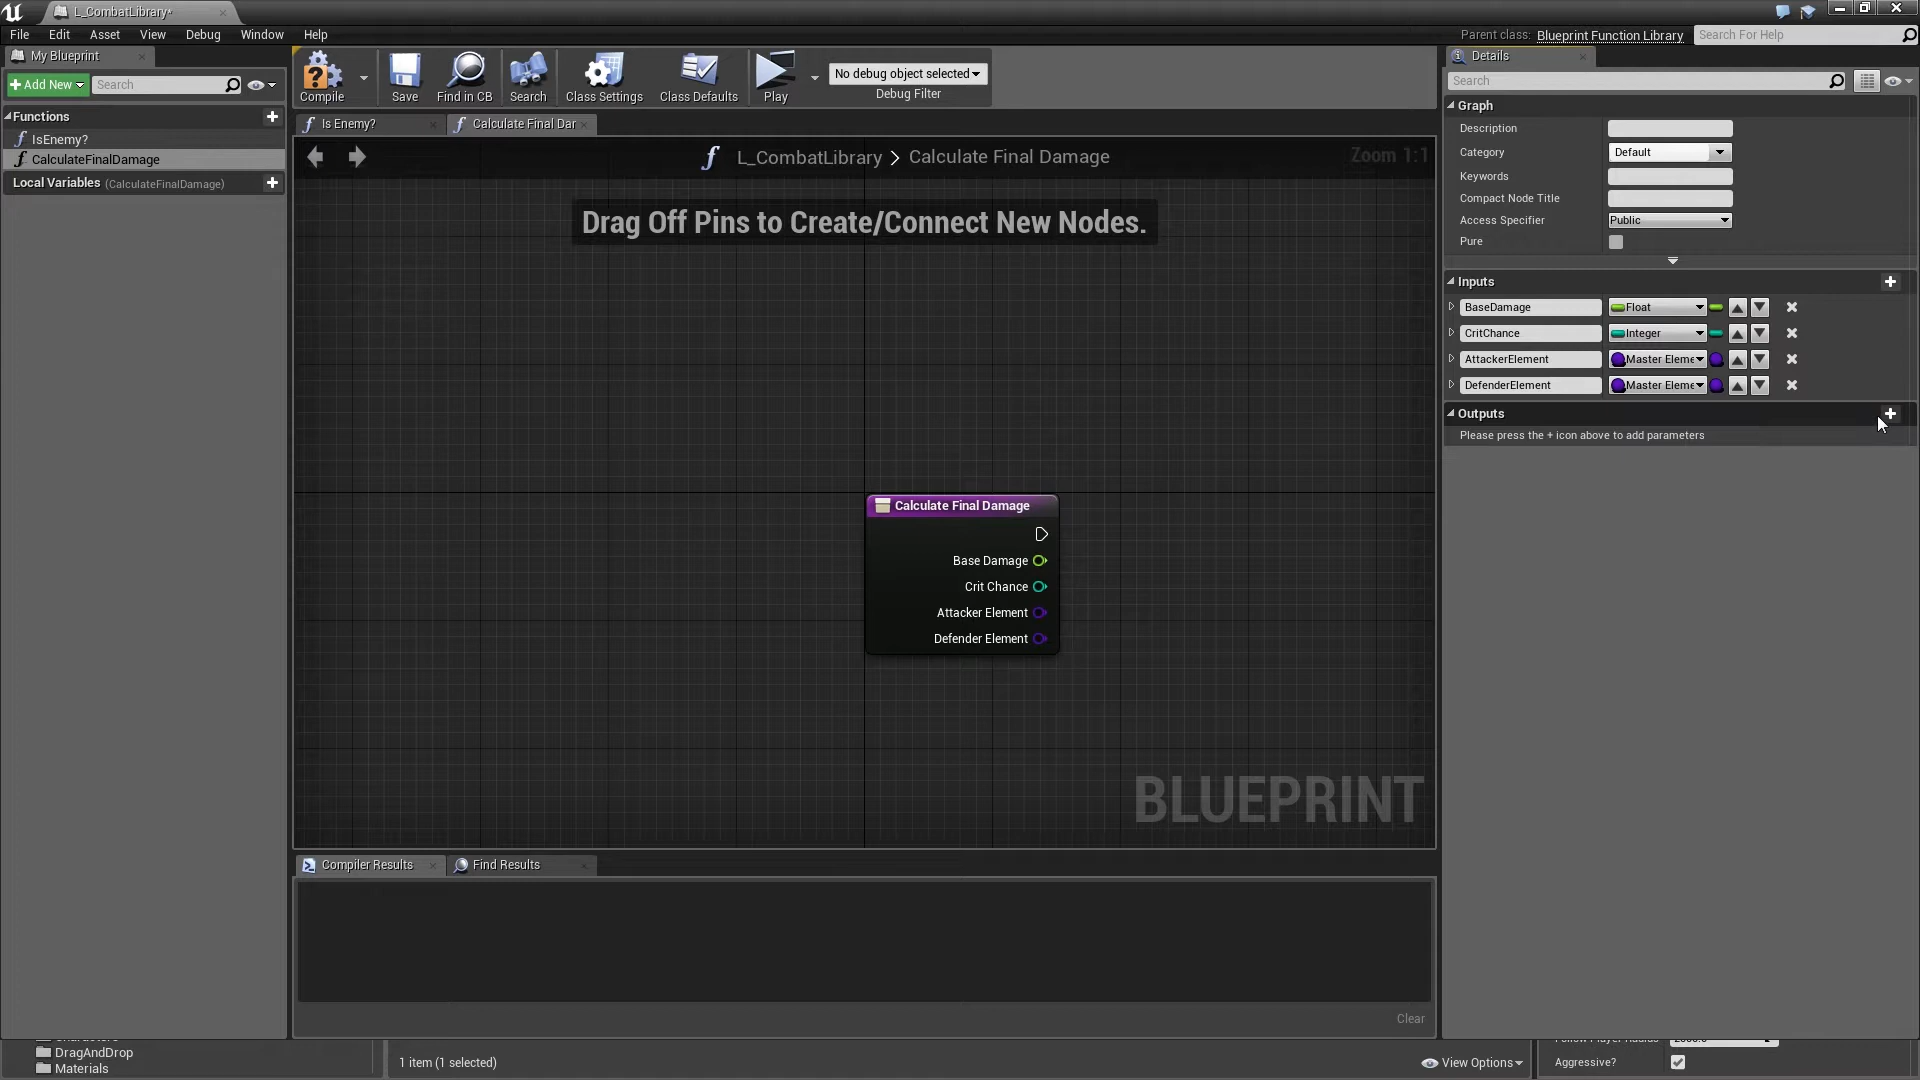 L_CombatLibrary*
File Edit Asset View Debug Window Help
Parent class: Blueprint Function Library
Search For Help
My Blueprint
Add New
Search
Functions
IsEnemy?
CalculateFinalDamage
Local Variables (CalculateFinalDamage)
Compile
Save
Find in CB
Search
Class Settings
Class Defaults
Play
No debug object selected
Debug Filter
Is Enemy?
Calculate Final Dar
L_CombatLibrary > Calculate Final Damage
Zoom 1:1
Drag Off Pins to Create/Connect New Nodes.
Calculate Final Damage
Base Damage
Crit Chance
Attacker Element
Defender Element
BLUEPRINT
Compiler Results
Find Results
Clear
Details
Search
Graph
Description
Category Default
Keywords
Compact Node Title
Access Specifier Public
Pure
Inputs
BaseDamage Float
CritChance Integer
AttackerElement Master Eleme
DefenderElement Master Eleme
Outputs
Please press the + icon above to add parameters
DragAndDrop
Materials
1 item (1 selected)
View Options
Aggressive?